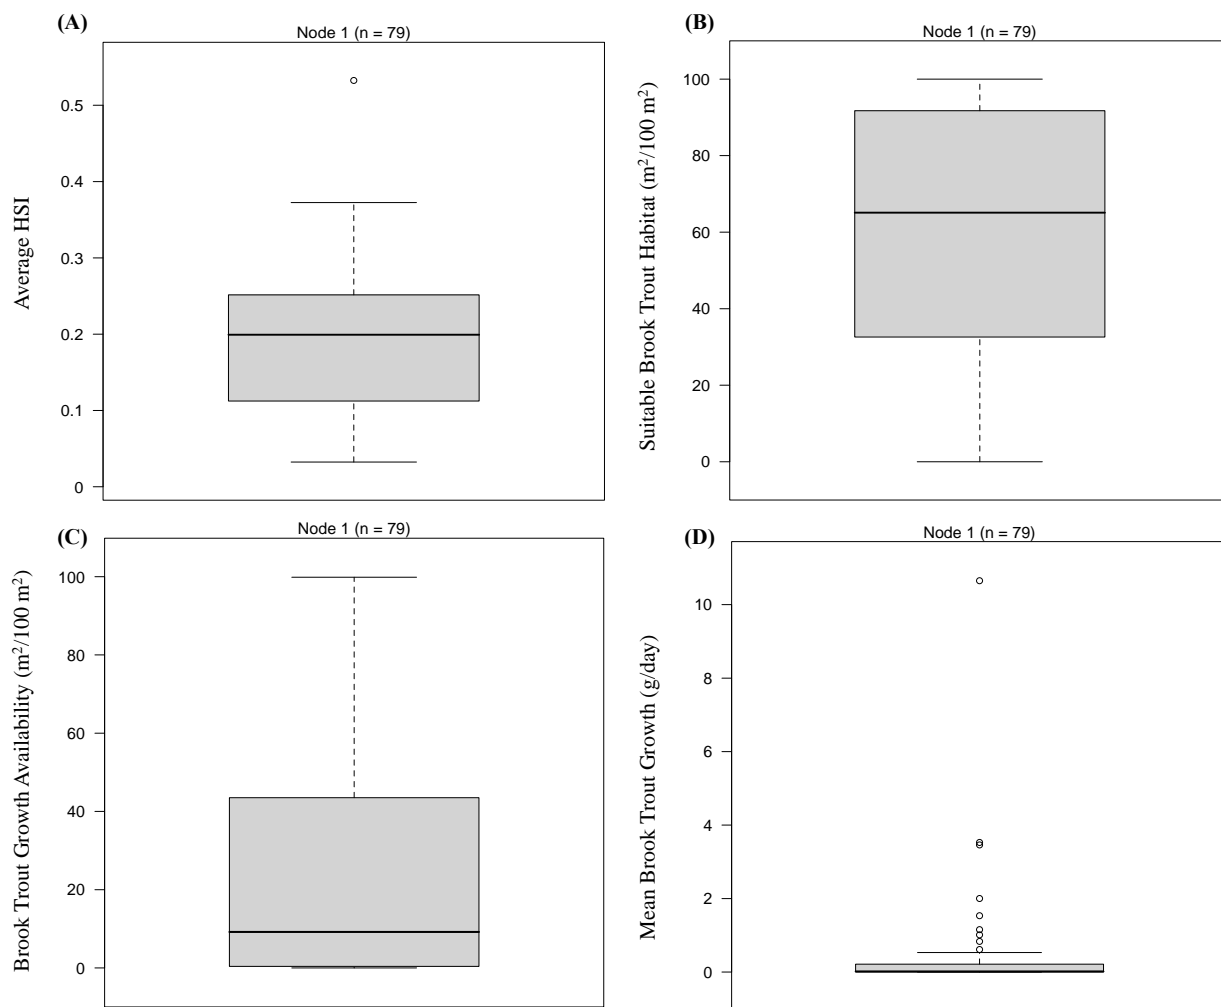 (A)
Node 1 (n = 79)
Average HSI
0.5
0.4
0.3
0.2
0.1
0
(B)
Node 1 (n = 79)
Suitable Brook Trout Habitat (m²/100 m²)
100
80
60
40
20
0
(C)
Node 1 (n = 79)
Brook Trout Growth Availability (m²/100 m²)
100
80
60
40
20
0
(D)
Node 1 (n = 79)
Mean Brook Trout Growth (g/day)
10
8
6
4
2
0